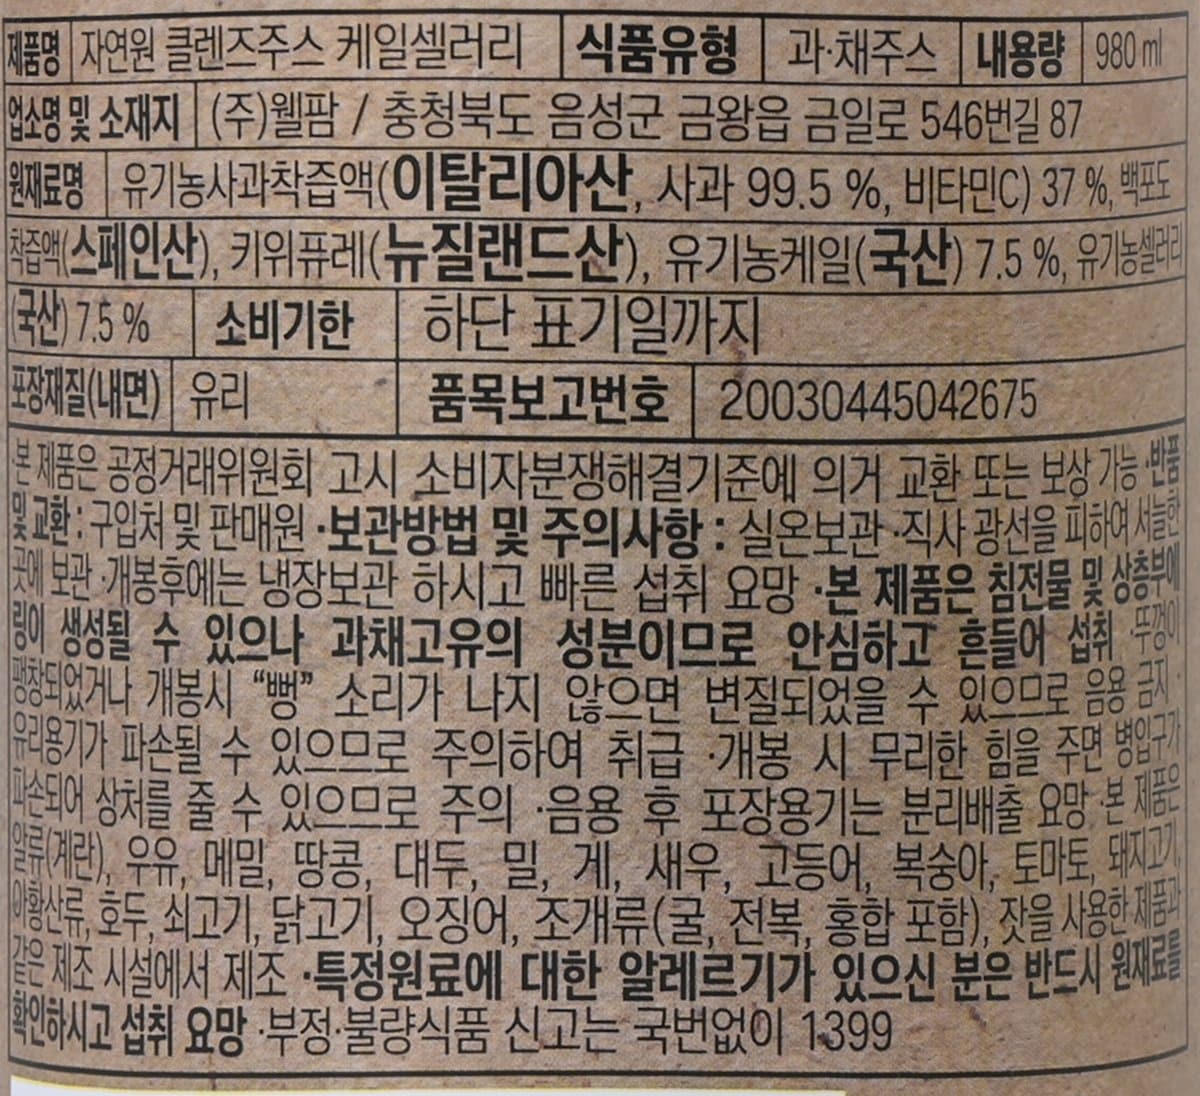 제품명 자연원 클렌즈주스 케일셀러리 식품유형 과·채주스 내용량 980 ml
업소명 및 소재지 (주)웰팜 / 충청북도 음성군 금왕읍 금일로 546번길 87
원재료명 유기농사과착즙액(이탈리아산, 사과 99.5 %, 비타민C) 37 %, 백포도
착즙액(스페인산), 키위퓨레(뉴질랜드산), 유기농케일(국산) 7.5 %, 유기농셀러리
(국산) 7.5 % 소비기한 하단 표기일까지
포장재질(내면) 유리 품목보고번호 20030445042675
·본 제품은 공정거래위원회 고시 소비자분쟁해결기준에 의거 교환 또는 보상 가능 ·반품
및 교환 : 구입처 및 판매원 ·보관방법 및 주의사항 : 실온보관 ·직사 광선을 피하여 서늘한
곳에 보관 ·개봉후에는 냉장보관 하시고 빠른 섭취 요망 ·본 제품은 침전물 및 상층부에
링이 생성될 수 있으나 과채고유의 성분이므로 안심하고 흔들어 섭취 ·뚜껑이
팽창되었거나 개봉시 “뻥” 소리가 나지 않으면 변질되었을 수 있으므로 음용 금지 ·
유리용기가 파손될 수 있으므로 주의하여 취급 ·개봉 시 무리한 힘을 주면 병입구가
파손되어 상처를 줄 수 있으므로 주의 ·음용 후 포장용기는 분리배출 요망 ·본 제품은
알류(계란), 우유, 메밀, 땅콩, 대두, 밀, 게, 새우, 고등어, 복숭아, 토마토, 돼지고기,
아황산류, 호두, 쇠고기, 닭고기, 오징어, 조개류(굴, 전복, 홍합 포함), 잣을 사용한 제품과
같은 제조 시설에서 제조 ·특정원료에 대한 알레르기가 있으신 분은 반드시 원재료를
확인하시고 섭취 요망 ·부정·불량식품 신고는 국번없이 1399